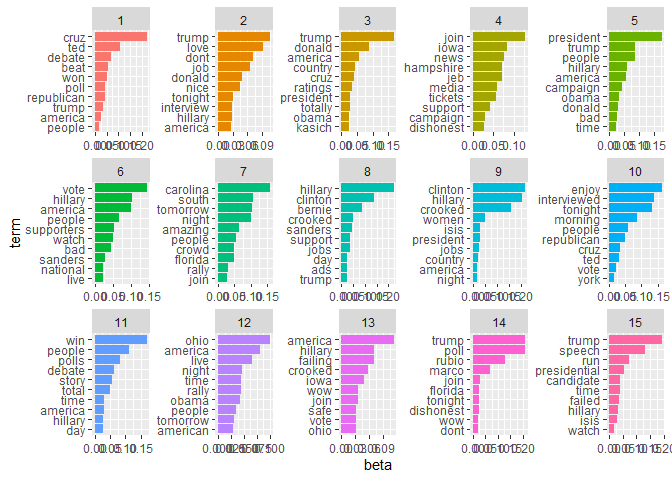 1
cruz
ted
debate
beat
won
poll
republican
trump
america
people
2
trump
love
dont
job
donald
nice
tonight
interview
hillary
america
3
trump
donald
america
country
cruz
ratings
president
totally
obama
kasich
4
join
iowa
news
hampshire
jeb
media
tickets
support
campaign
dishonest
5
president
trump
people
hillary
america
campaign
obama
donald
bad
time
6
vote
hillary
america
people
supporters
watch
bad
sanders
national
live
7
carolina
south
tomorrow
night
amazing
people
crowd
florida
rally
join
8
hillary
clinton
bernie
crooked
sanders
support
jobs
day
ads
trump
9
clinton
hillary
crooked
women
isis
president
jobs
country
america
night
10
enjoy
interviewed
tonight
morning
people
republican
cruz
ted
vote
york
11
win
people
polls
debate
story
total
time
america
hillary
day
12
ohio
america
live
night
time
rally
obama
people
tomorrow
american
13
america
hillary
failing
crooked
iowa
wow
join
safe
vote
ohio
14
trump
poll
rubio
marco
join
florida
tonight
dishonest
wow
dont
15
trump
speech
run
presidential
candidate
time
failed
hillary
isis
watch
term
beta